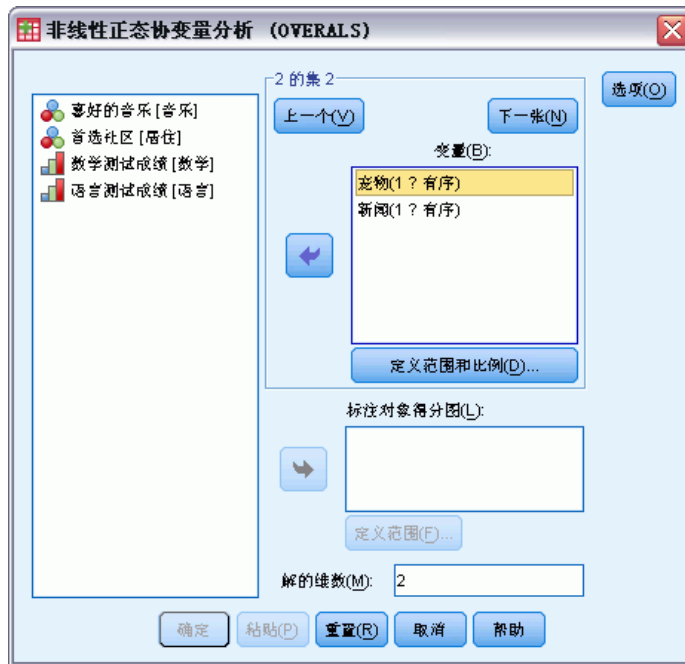 非线性正态协变量分析 (OVERALS)
2 的集 2
选项(O)
喜好的音乐 [音乐]
首选社区 [居住]
数学测试成绩 [数学]
语言测试成绩 [语言]
上一个(V)
下一张(N)
变量(B):
宠物(1 ? 有序)
新闻(1 ? 有序)
定义范围和比例(D)...
标注对象得分图(L):
定义范围(F)...
解的维数(M):
2
确定
粘贴(P)
重置(R)
取消
帮助